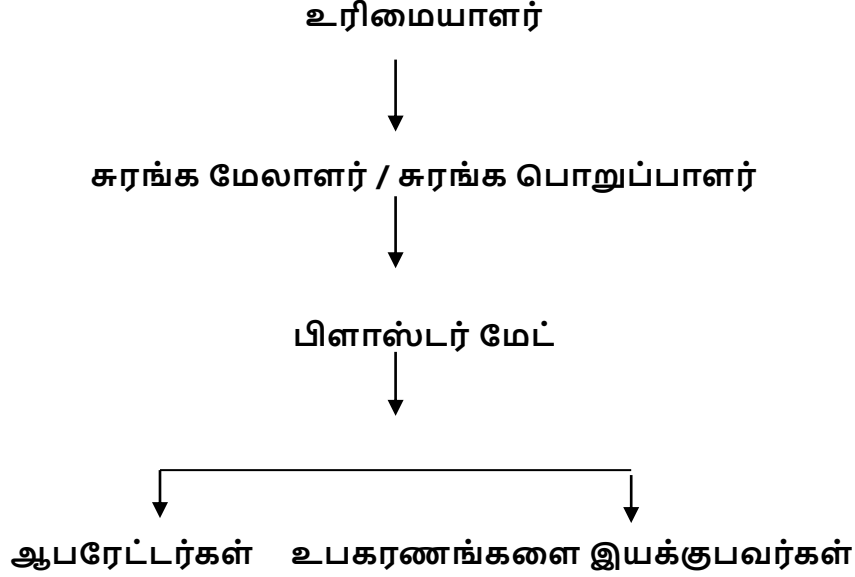 உரிமையாளர்
சுரங்க மேலாளர் / சுரங்க பொறுப்பாளர்
பிளாஸ்டர் மேட்
ஆபரேட்டர்கள் உபகரணங்களை இயக்குபவர்கள்